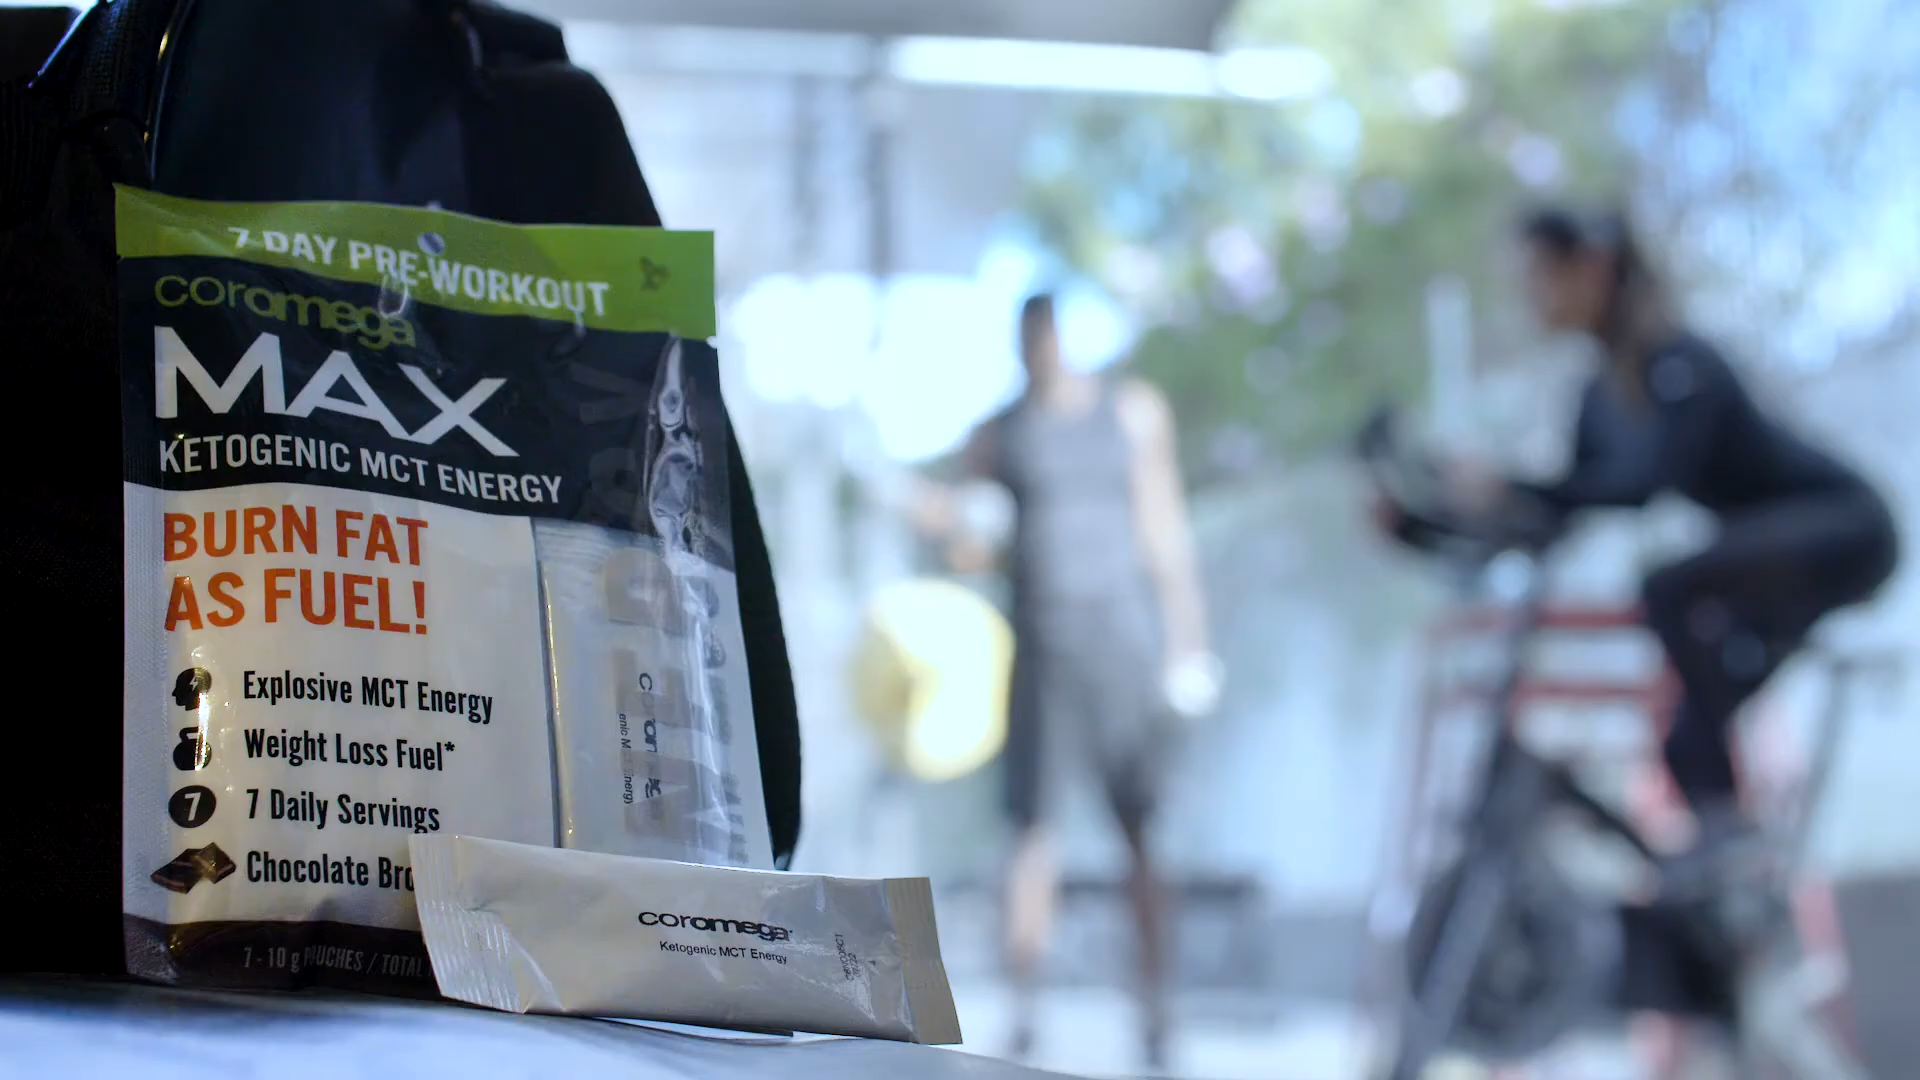 7 DAY PRE-WORKOUT
coromega
MAX
KETOGENIC MCT ENERGY
BURN FAT
AS FUEL!
Explosive MCT Energy
Weight Loss Fuel*
7
7 Daily Servings
Chocolate
7 - 10 g POUCHES / TOTAL
coromega
Ketogenic MCT Energy